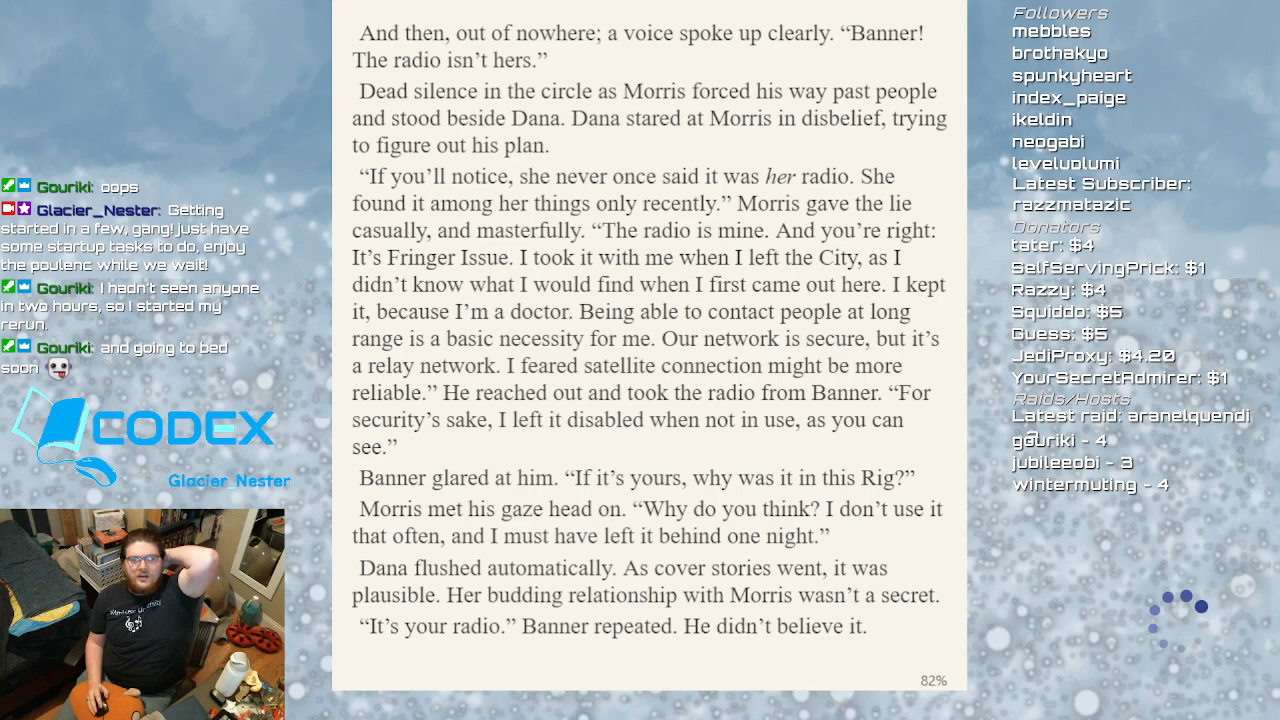 And then, out of nowhere; a voice spoke up clearly. “Banner!
The radio isn’t hers.”
Dead silence in the circle as Morris forced his way past people
and stood beside Dana. Dana stared at Morris in disbelief, trying
to figure out his plan.
“If you’ll notice, she never once said it was her radio. She
found it among her things only recently.” Morris gave the lie
casually, and masterfully. “The radio is mine. And you’re right:
It’s Fringer Issue. I took it with me when I left the City, as I
didn’t know what I would find when I first came out here. I kept
it, because I’m a doctor. Being able to contact people at long
range is a basic necessity for me. Our network is secure, but it’s
a relay network. I feared satellite connection might be more
reliable.” He reached out and took the radio from Banner. “For
security’s sake, I left it disabled when not in use, as you can
see.”
Banner glared at him. “If it’s yours, why was it in this Rig?”
Morris met his gaze head on. “Why do you think? I don’t use it
that often, and I must have left it behind one night.”
Dana flushed automatically. As cover stories went, it was
plausible. Her budding relationship with Morris wasn’t a secret.
“It’s your radio.” Banner repeated. He didn’t believe it.
82%
Gouriki: oops
Glacier_Nester: Getting
started in a few, gang! just have
some startup tasks to do, enjoy
the poulenc while we wait!
Gouriki: I hadn't seen anyone
in two hours, so I started my
rerun.
Gouriki: and going to bed
soon
CODEX
Glacier_Nester
Followers
mebbles
brothakyo
spunkyheart
index_paige
ikeldin
neogabi
leveluolumi
Latest Subscriber:
razzmatazic
Donators
tater: $4
SelfServingPrick: $1
Razzy: $4
Squiddo: $5
Guess: $5
JediProxy: $4.20
YourSecretAdmirer: $1
Raids/Hosts
Latest raid: aranelquendi
gouriki - 4
jubileeobi - 3
wintermuting - 4